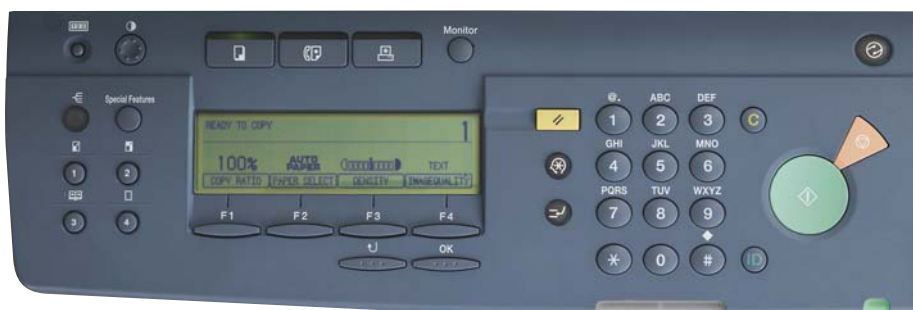 Monitor
Special Features
READY TO COPY 1
100% AUTO PAPER TEXT
COPY RATIO PAPER SELECT DENSITY IMAGEQUALITY
F1 F2 F3 F4
OK
1 2
3 4
@. ABC DEF
1 2 3 C
GHI JKL MNO
4 5 6
PQRS TUV WXYZ
7 8 9
* 0 # ID